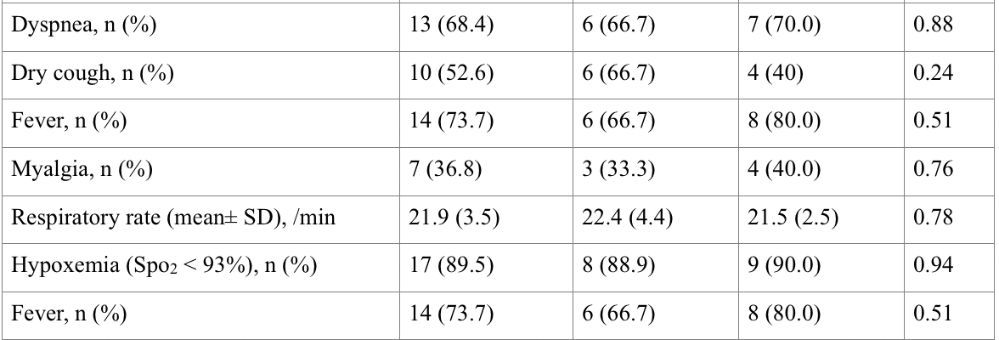 Dyspnea, n (%) 13 (68.4) 6 (66.7) 7 (70.0) 0.88
Dry cough, n (%) 10 (52.6) 6 (66.7) 4 (40) 0.24
Fever, n (%) 14 (73.7) 6 (66.7) 8 (80.0) 0.51
Myalgia, n (%) 7 (36.8) 3 (33.3) 4 (40.0) 0.76
Respiratory rate (mean± SD), /min 21.9 (3.5) 22.4 (4.4) 21.5 (2.5) 0.78
Hypoxemia (Spo₂ < 93%), n (%) 17 (89.5) 8 (88.9) 9 (90.0) 0.94
Fever, n (%) 14 (73.7) 6 (66.7) 8 (80.0) 0.51